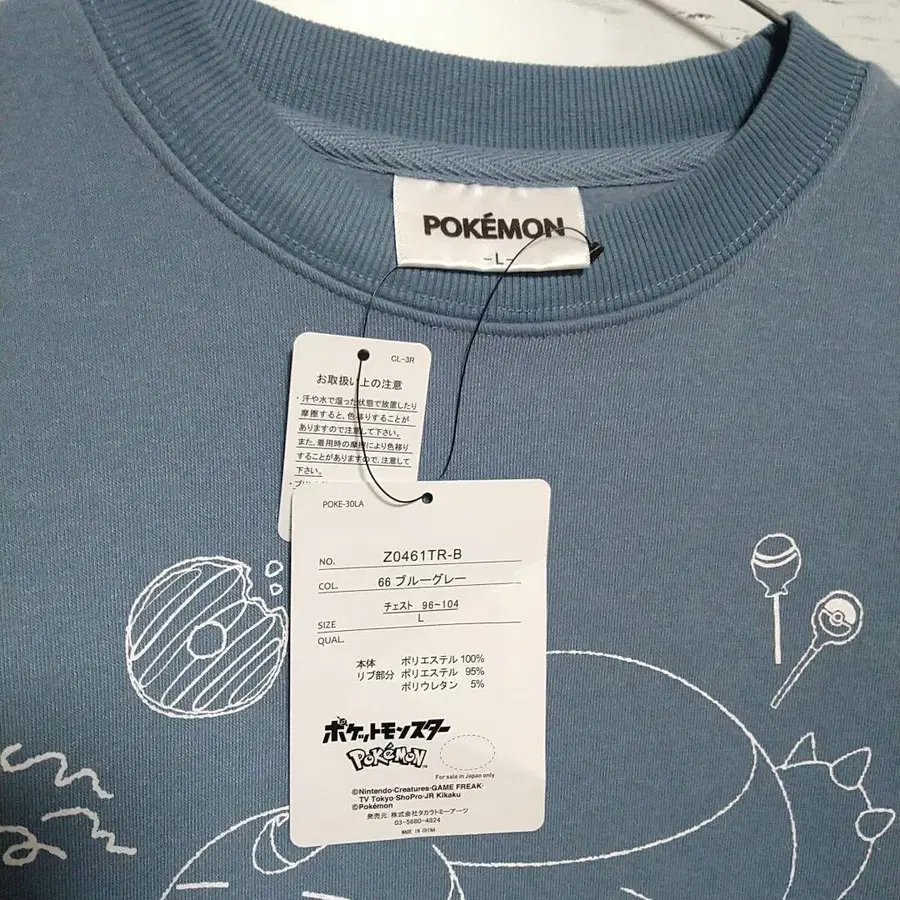 POKÉMON
-L-
CL-3R
お取扱い上の注意
・汗や水で湿った状態で放置したり
摩擦すると、色移りすることが
ありますので注意して下さい。
また、着用時の摩擦により色移り
することがありますので、注意して
下さい。
POKE-30LA
NO. Z0461TR-B
COL. 66 ブルーグレー
チェスト 96~104
SIZE L
QUAL.
本体 ポリエステル 100%
リブ部分 ポリエステル 95%
ポリウレタン 5%
ポケットモンスター
POKéMON
For sale in Japan only
©Nintendo·Creatures·GAME FREAK·
TV Tokyo·ShoPro·JR Kikaku
©Pokémon
発売元: 株式会社タカラトミーアーツ
03-5680-4824
MADE IN CHINA